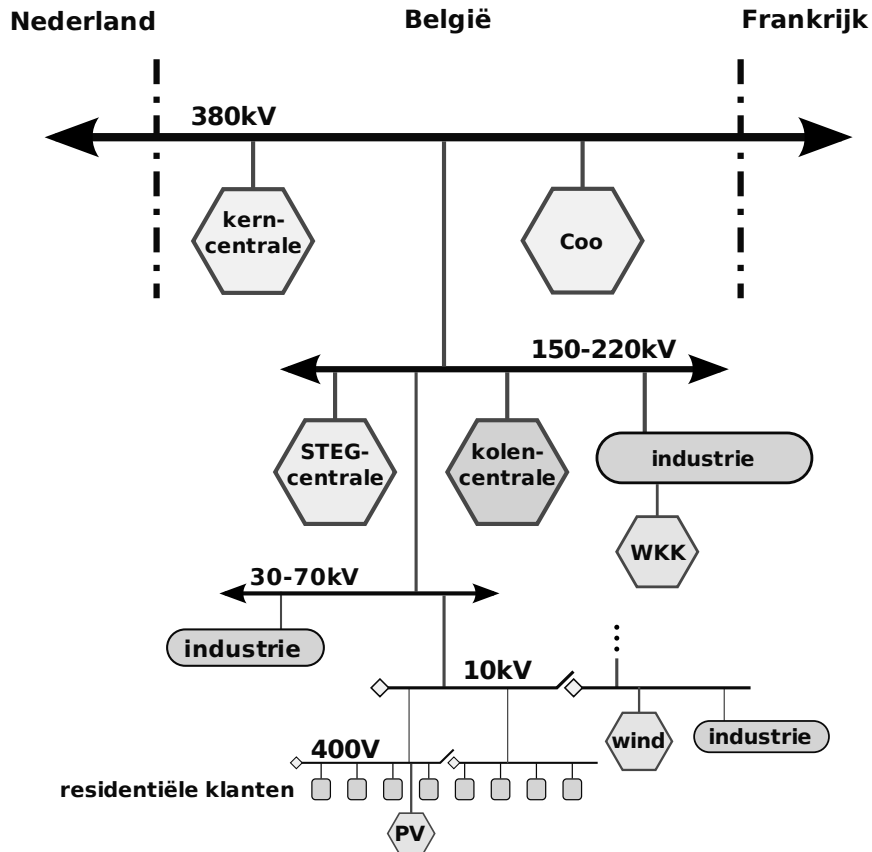 Nederland
België
Frankrijk
380kV
kern-
centrale
Coo
150-220kV
STEG-
centrale
kolen-
centrale
industrie
WKK
30-70kV
industrie
10kV
wind
industrie
400V
residentiële klanten
PV